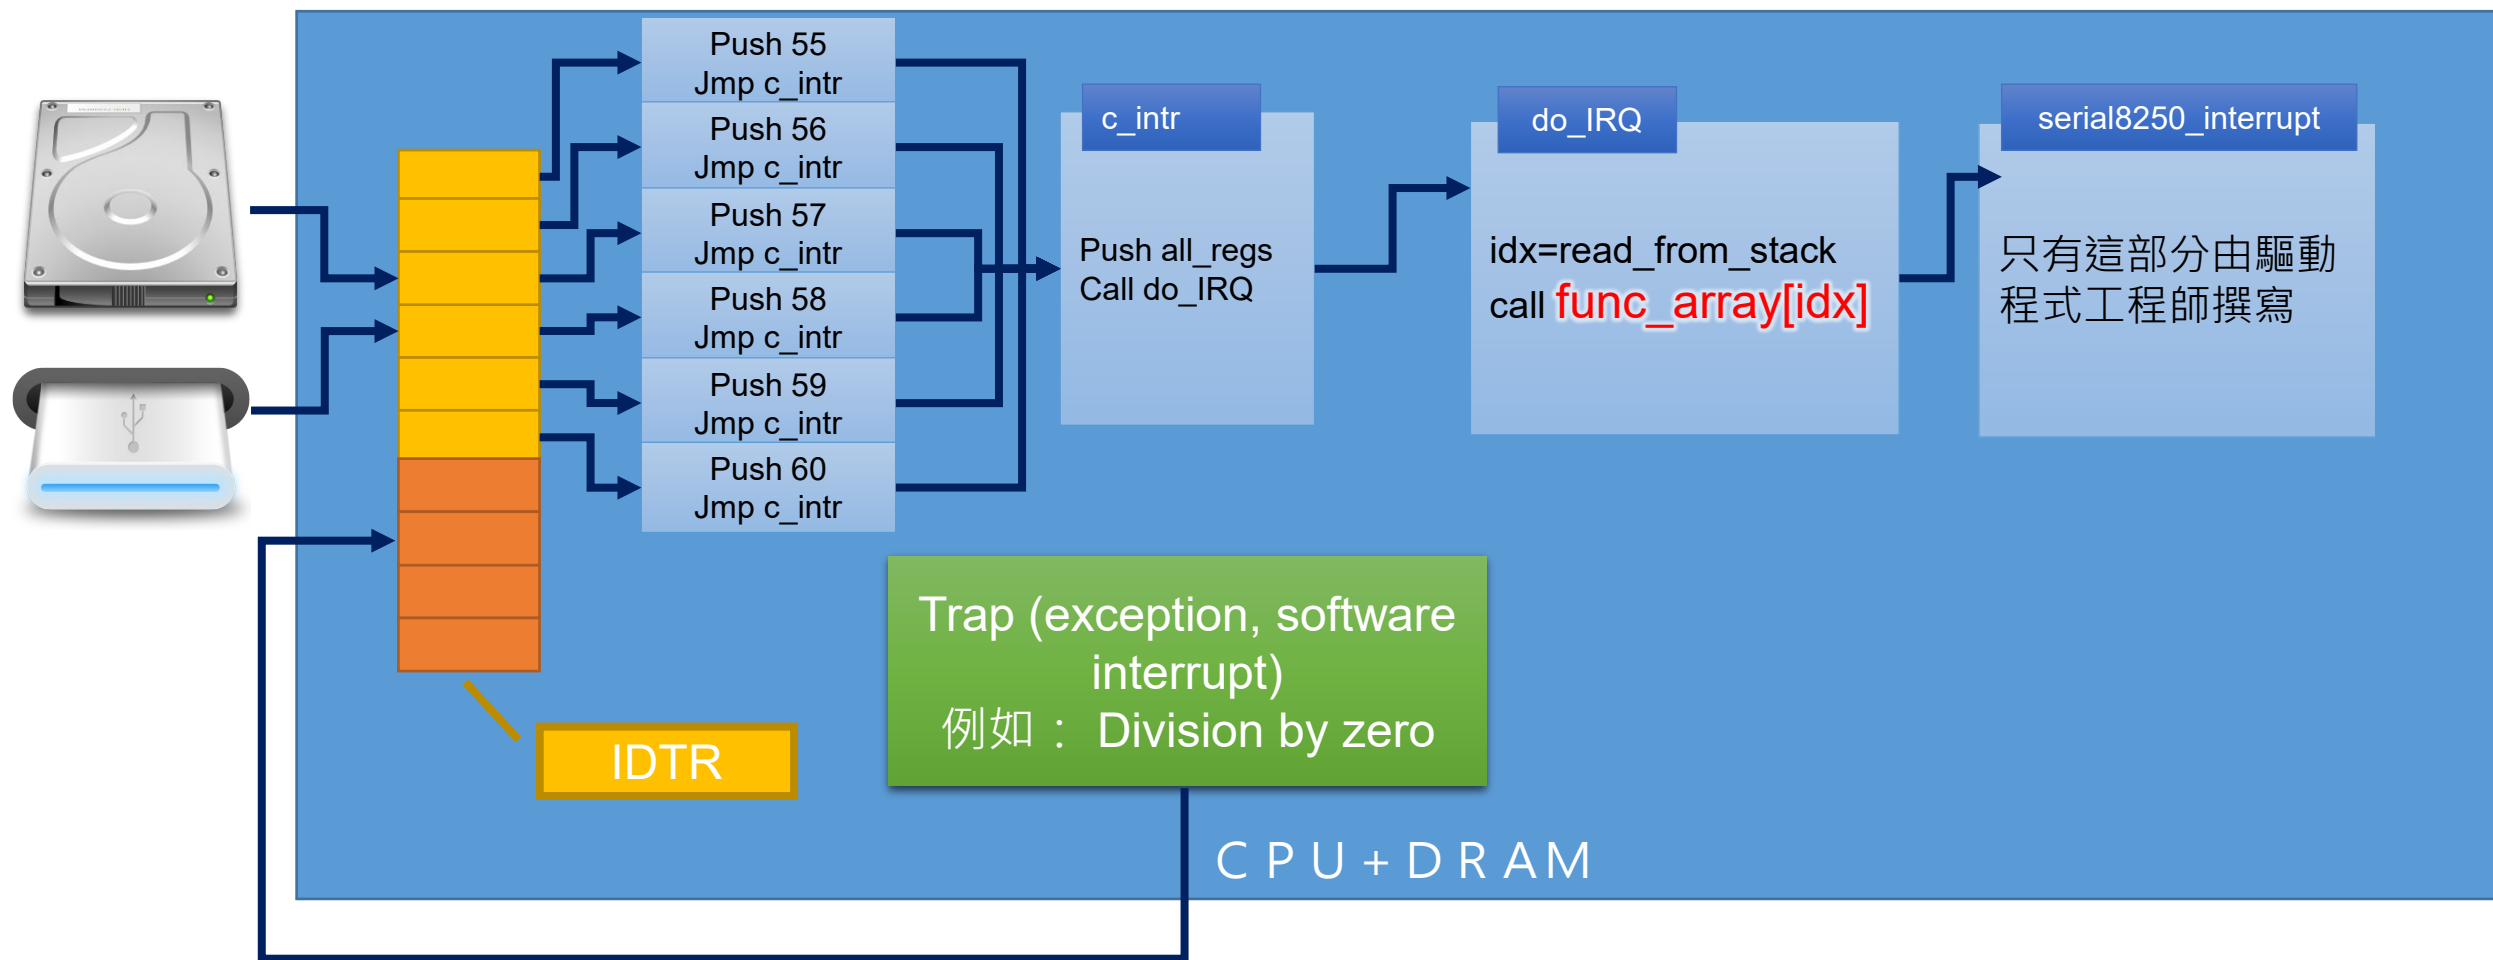 Push 55
Jmp c_intr
Push 56
Jmp c_intr
Push 57
Jmp c_intr
Push 58
Jmp c_intr
Push 59
Jmp c_intr
Push 60
Jmp c_intr
c_intr
Push all_regs
Call do_IRQ
do_IRQ
idx=read_from_stack
call func_array[idx]
serial8250_interrupt
只有這部分由驅動
程式工程師撰寫
Trap (exception, software
interrupt)
例如： Division by zero
IDTR
CPU+DRAM